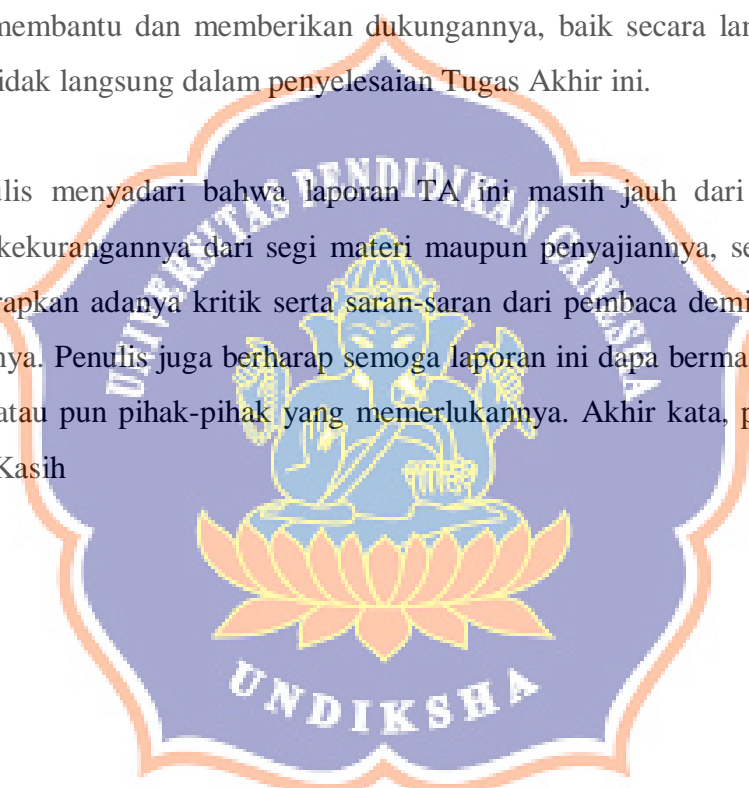 membantu dan memberikan dukungannya, baik secara lan
idak langsung dalam penyelesaian Tugas Akhir ini.
ulis menyadari bahwa laporan TA ini masih jauh dari
kekurangannya dari segi materi maupun penyajiannya, se
rapkan adanya kritik serta saran-saran dari pembaca demi
nya. Penulis juga berharap semoga laporan ini dapa berma
atau pun pihak-pihak yang memerlukannya. Akhir kata, p
Kasih
UNIVERSITAS PENDIDIKAN GANESHA
UNDIKSHA